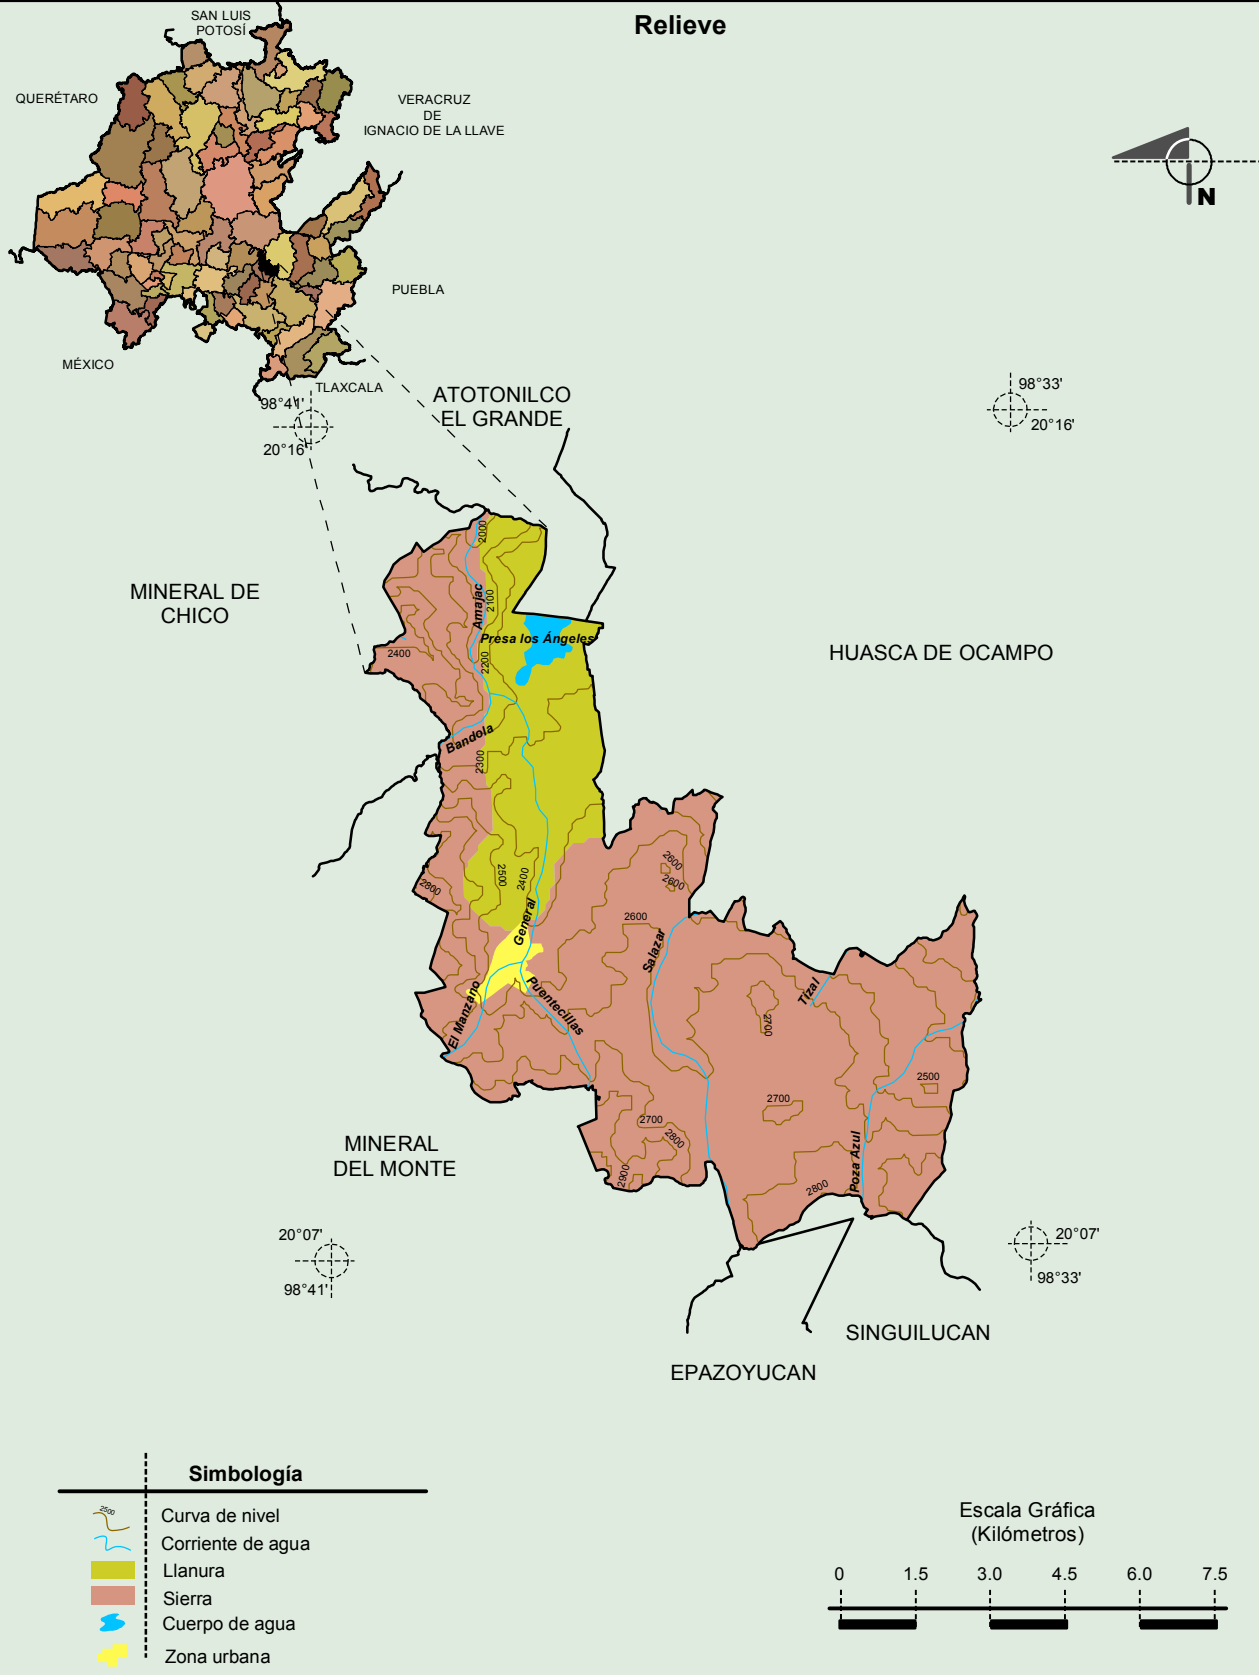 Relieve
SAN LUIS
POTOSÍ
QUERÉTARO
VERACRUZ
DE
IGNACIO DE LA LLAVE
N
PUEBLA
MÉXICO
TLAXCALA
98°41'
20°16'
98°33'
20°16'
ATOTONILCO
EL GRANDE
MINERAL DE
CHICO
HUASCA DE OCAMPO
2000
Amajac
2100
Presa los Ángeles
2400
2200
Bandola
2300
2600
2600
2500
2400
2800
General
2600
Salazar
Tizal
El Manzano
Puentecillas
2700
2500
2700
2700
2800
2900
2800
Poza Azul
MINERAL
DEL MONTE
20°07'
98°41'
20°07'
98°33'
SINGUILUCAN
EPAZOYUCAN
Simbología
2500
Curva de nivel
Corriente de agua
Llanura
Sierra
Cuerpo de agua
Zona urbana
Escala Gráfica
(Kilómetros)
0 1.5 3.0 4.5 6.0 7.5